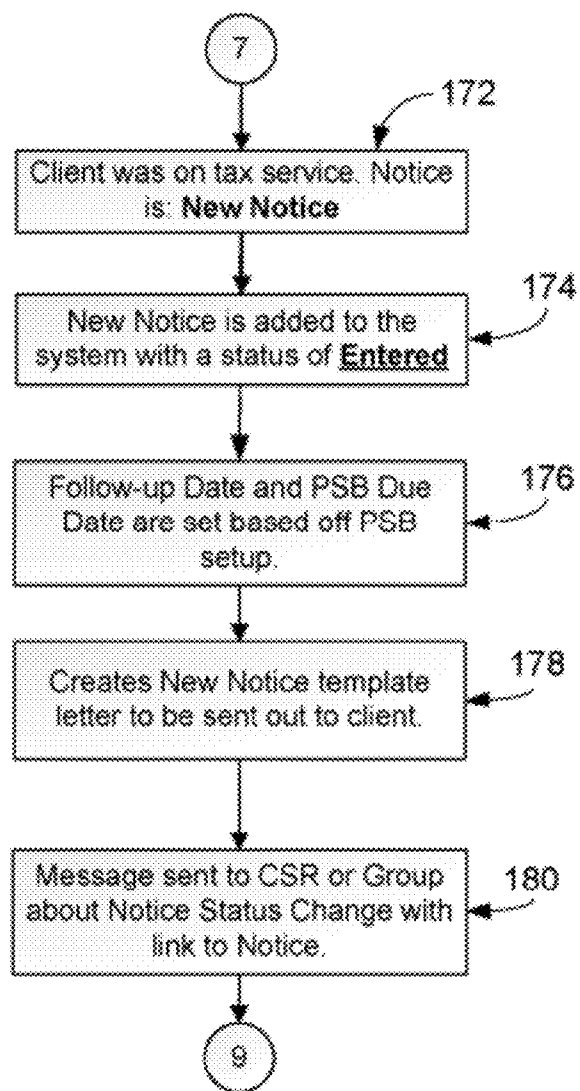 7
172
Client was on tax service. Notice
is: New Notice
174
New Notice is added to the
system with a status of Entered
176
Follow-up Date and PSB Due
Date are set based off PSB
setup.
178
Creates New Notice template
letter to be sent out to client.
180
Message sent to CSR or Group
about Notice Status Change with
link to Notice.
9